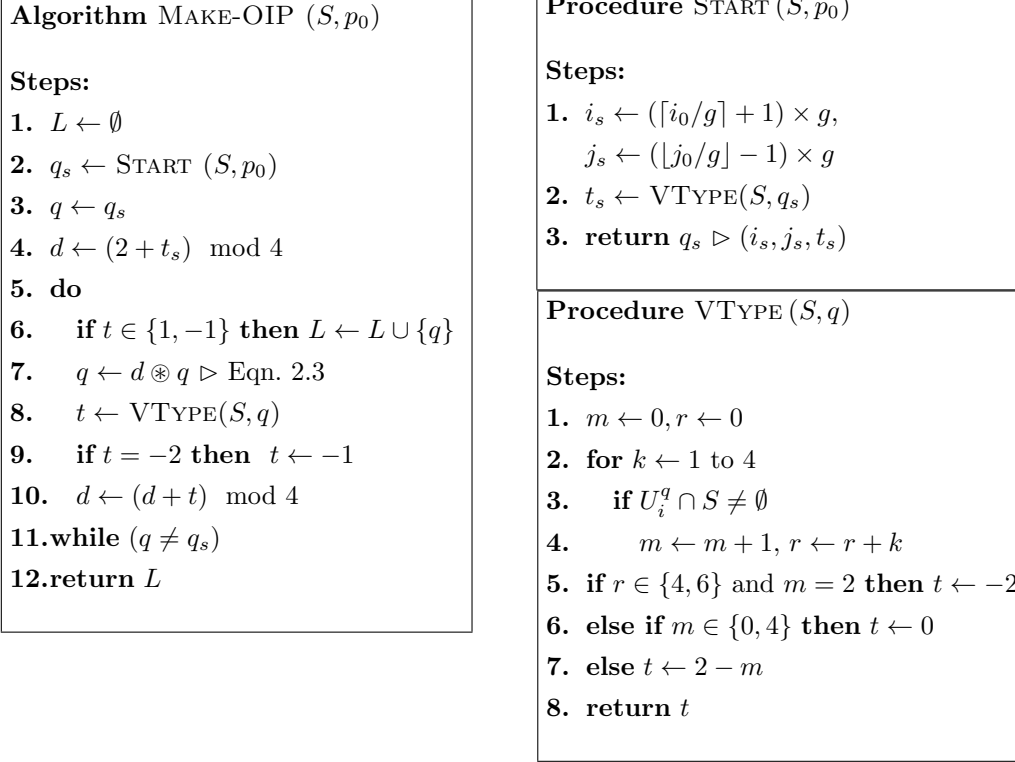 Algorithm MAKE-OIP (S, p₀)
Steps:
1. L ← ∅
2. qₛ ← START (S, p₀)
3. q ← qₛ
4. d ← (2 + tₛ) mod 4
5. do
6. if t ∈ {1, −1} then L ← L ∪ {q}
7. q ← d ⊛ q ▷ Eqn. 2.3
8. t ← VTYPE(S, q)
9. if t = −2 then t ← −1
10. d ← (d + t) mod 4
11.while (q ≠ qₛ)
12.return L
Procedure START (S, p₀)
Steps:
1. iₛ ← (⌈i₀/g⌉ + 1) × g,
jₛ ← (⌊j₀/g⌋ − 1) × g
2. tₛ ← VTYPE(S, qₛ)
3. return qₛ ▷ (iₛ, jₛ, tₛ)
Procedure VTYPE (S, q)
Steps:
1. m ← 0, r ← 0
2. for k ← 1 to 4
3. if Uᵢ^q ∩ S ≠ ∅
4. m ← m + 1, r ← r + k
5. if r ∈ {4, 6} and m = 2 then t ← −2
6. else if m ∈ {0, 4} then t ← 0
7. else t ← 2 − m
8. return t